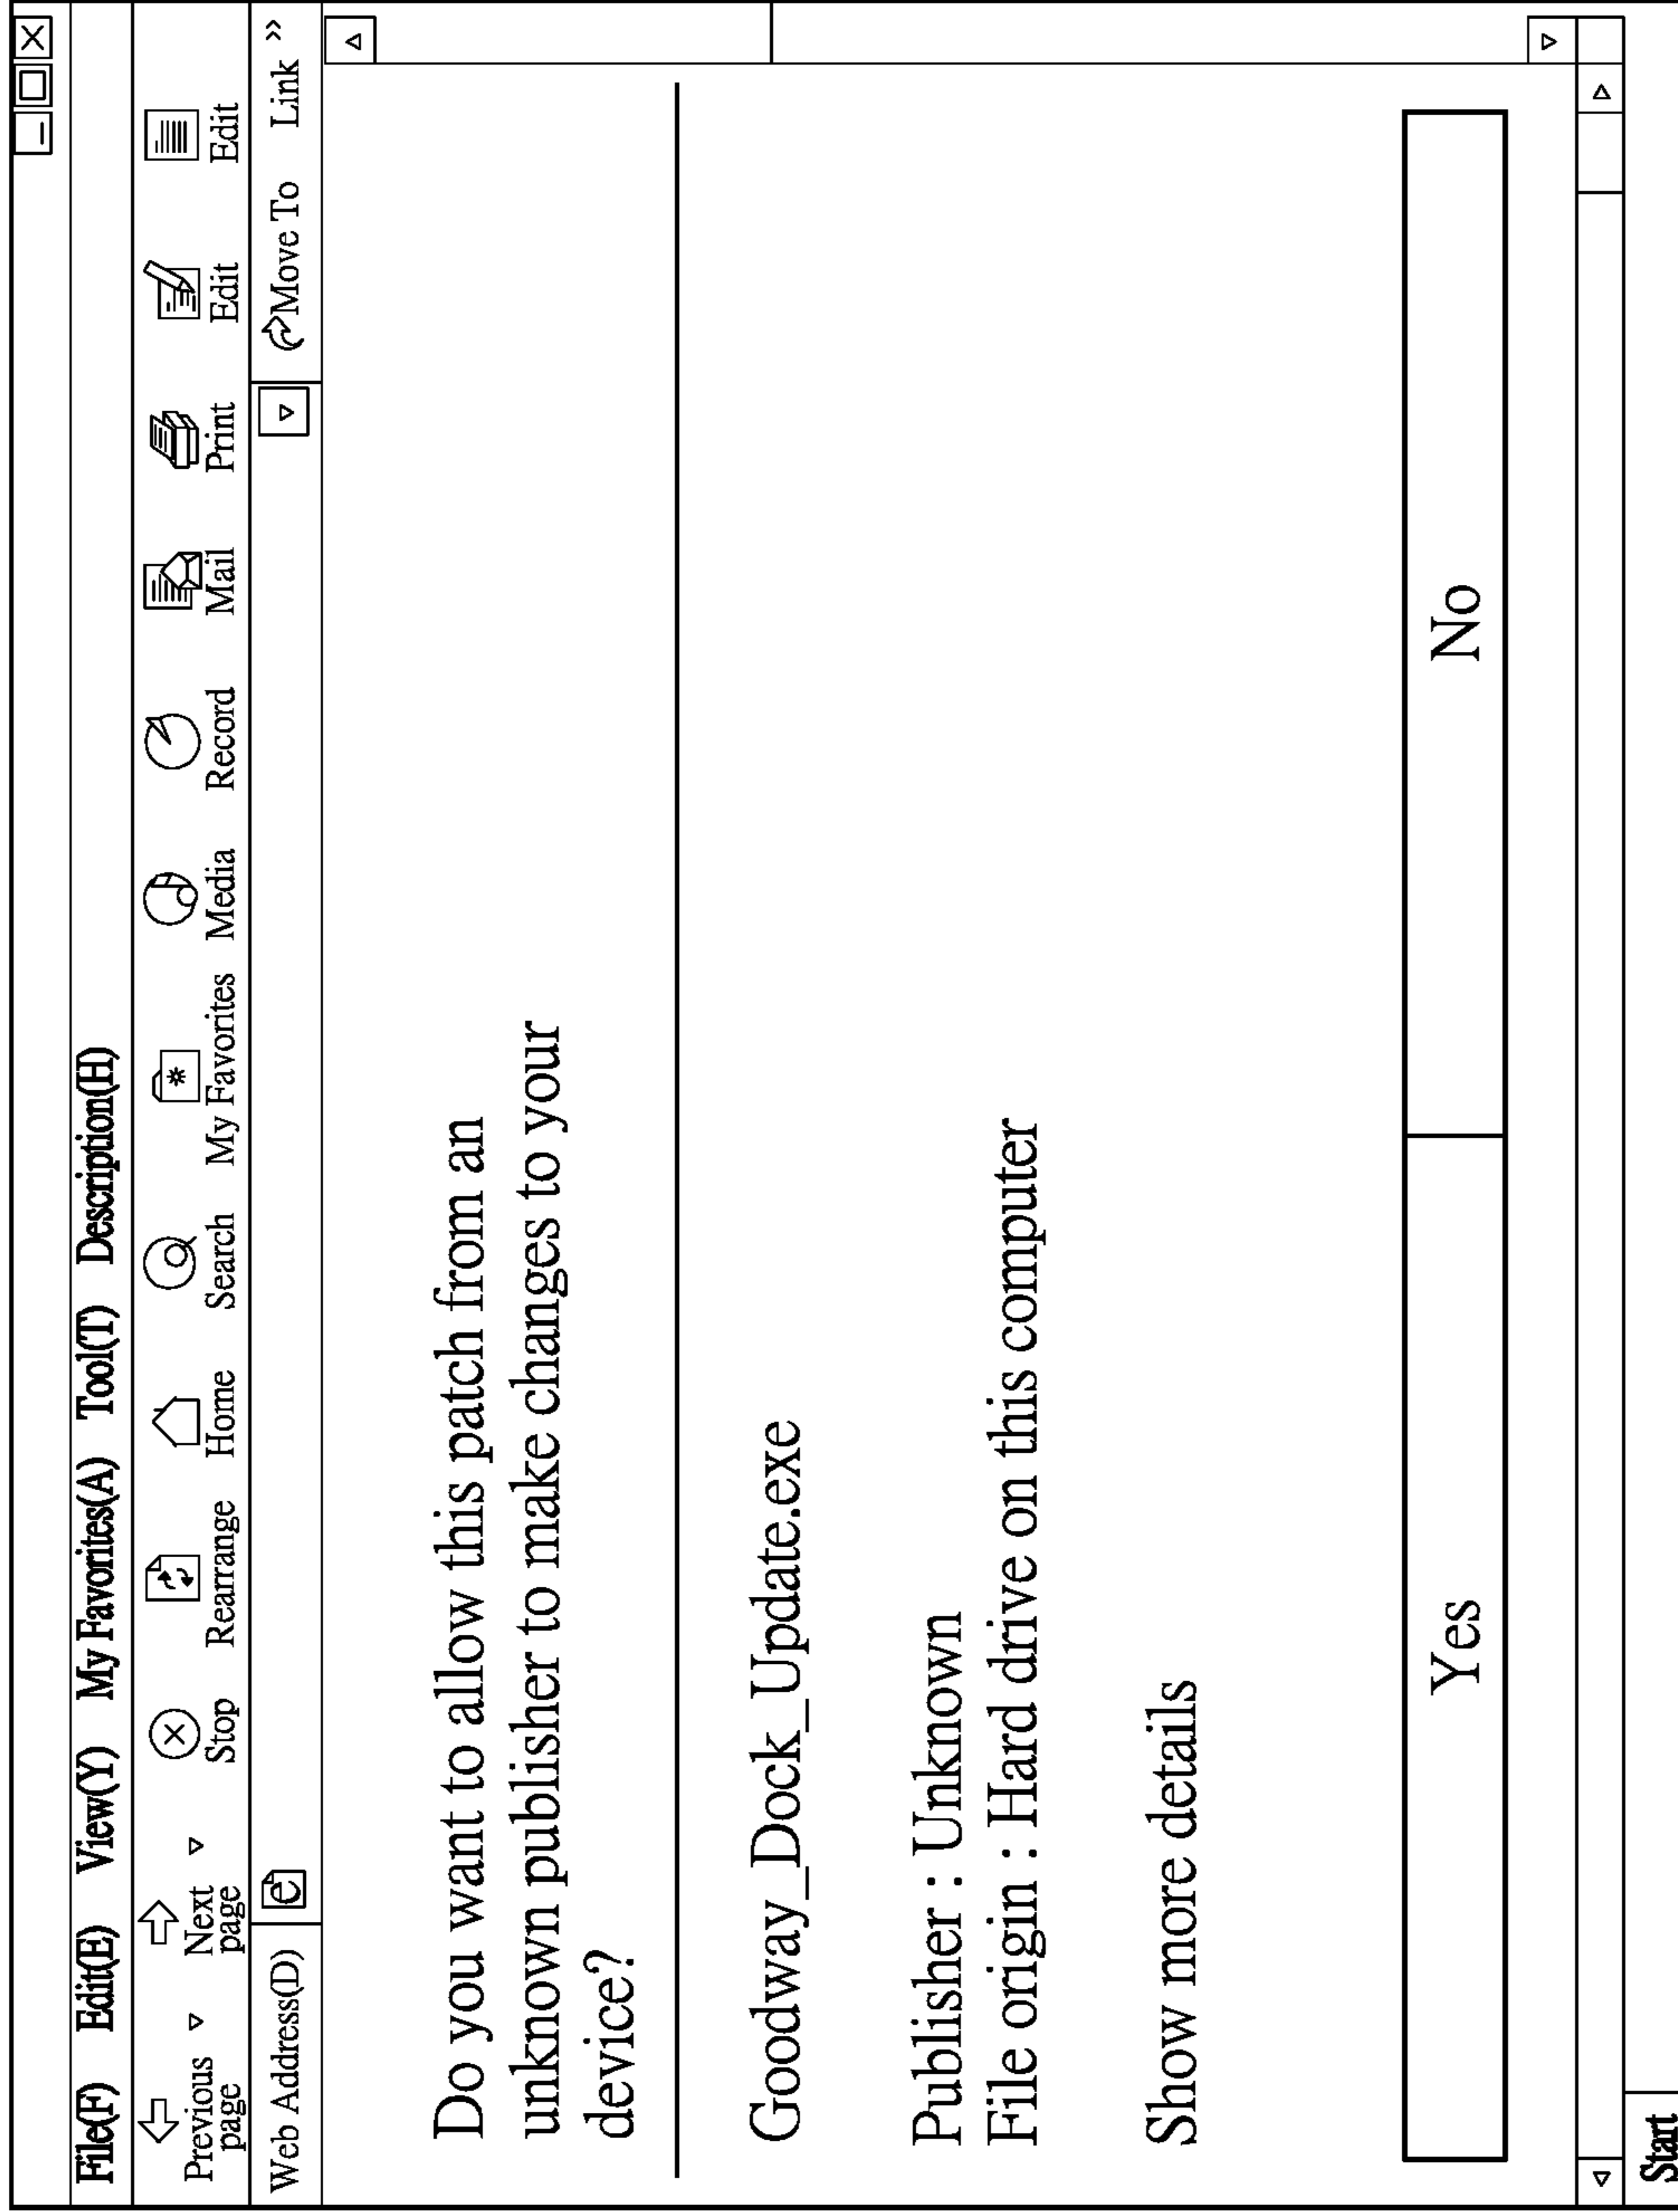 File(F) Edit(E) View(Y) My Favorites(A) Tool(T) Description(H)
Previous page Next page Stop Rearrange Home Search My Favorites Media Record Mail Print Edit Edit
Web Address(D) Move To Link »
Do you want to allow this patch from an
unknown publisher to make changes to your
device?
Goodway_Dock_Update.exe
Publisher : Unknown
File origin : Hard drive on this computer
Show more details
Yes No
Start